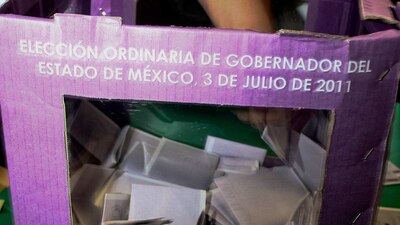 ELECCIÓN ORDINARIA DE GOBERNADOR DEL
ESTADO DE MÉXICO, 3 DE JULIO DE 2011